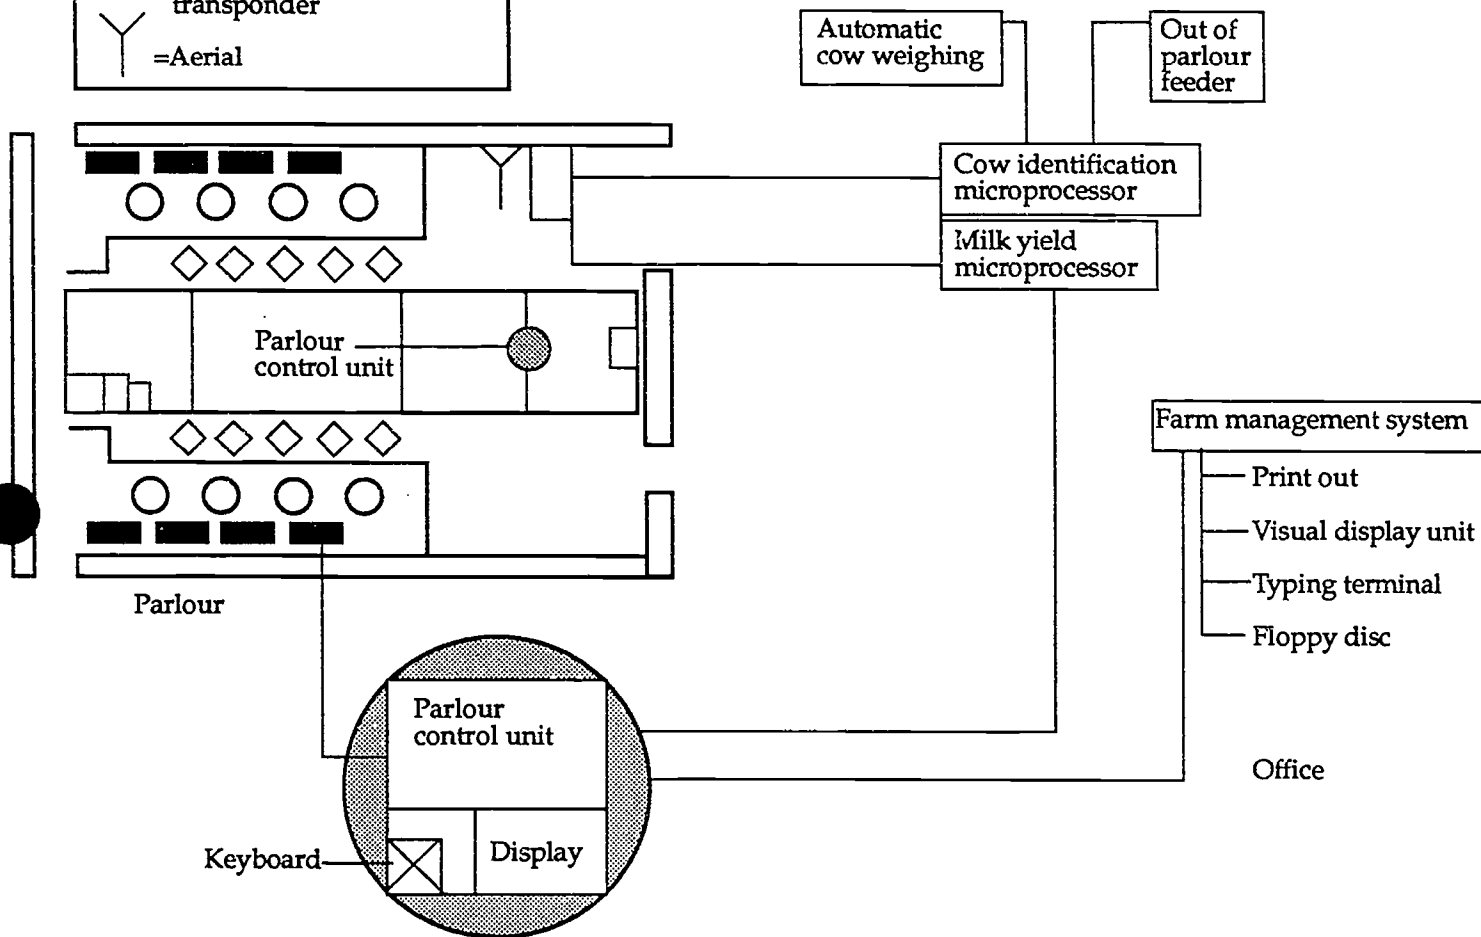 transponder
=Aerial
Automatic
cow weighing
Out of
parlour
feeder
Cow identification
microprocessor
Milk yield
microprocessor
Parlour
control unit
Farm management system
Print out
Visual display unit
Typing terminal
Floppy disc
Parlour
Parlour
control unit
Office
Keyboard
Display